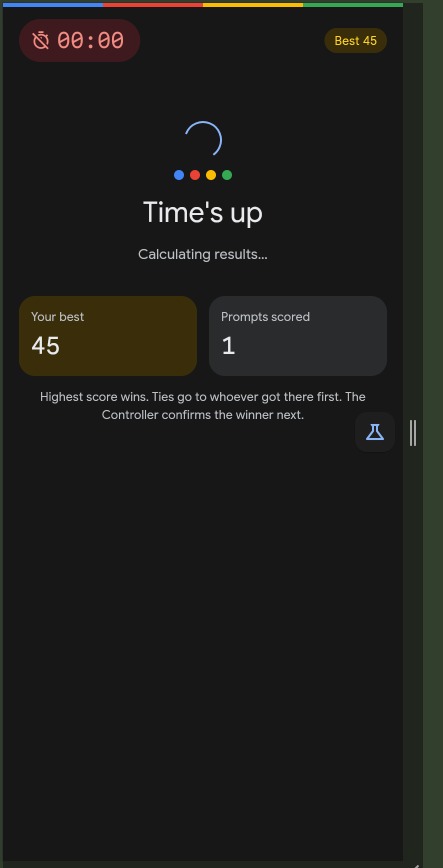 00:00
Best 45
Time's up
Calculating results...
Your best
45
Prompts scored
1
Highest score wins. Ties go to whoever got there first. The
Controller confirms the winner next.